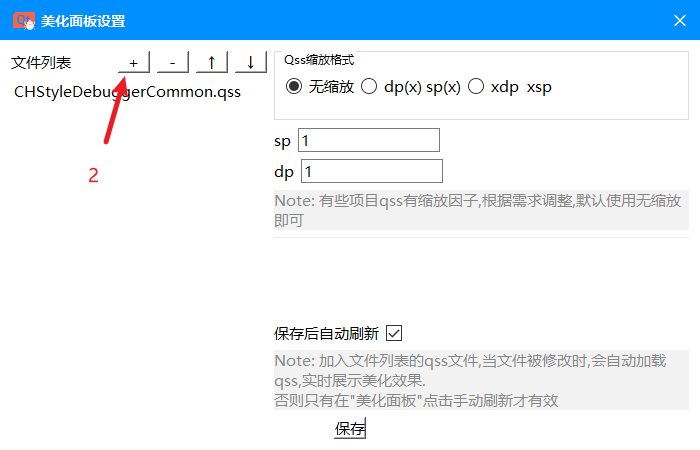 美化面板设置
文件列表 + - ↑ ↓
CHStyleDebuggerCommon.qss
2
Qss缩放格式
无缩放 dp(x) sp(x) xdp xsp
sp 1
dp 1
Note: 有些项目qss有缩放因子,根据需求调整,默认使用无缩放
即可
保存后自动刷新
Note: 加入文件列表的qss文件,当文件被修改时,会自动加载
qss,实时展示美化效果.
否则只有在"美化面板"点击手动刷新才有效
保存